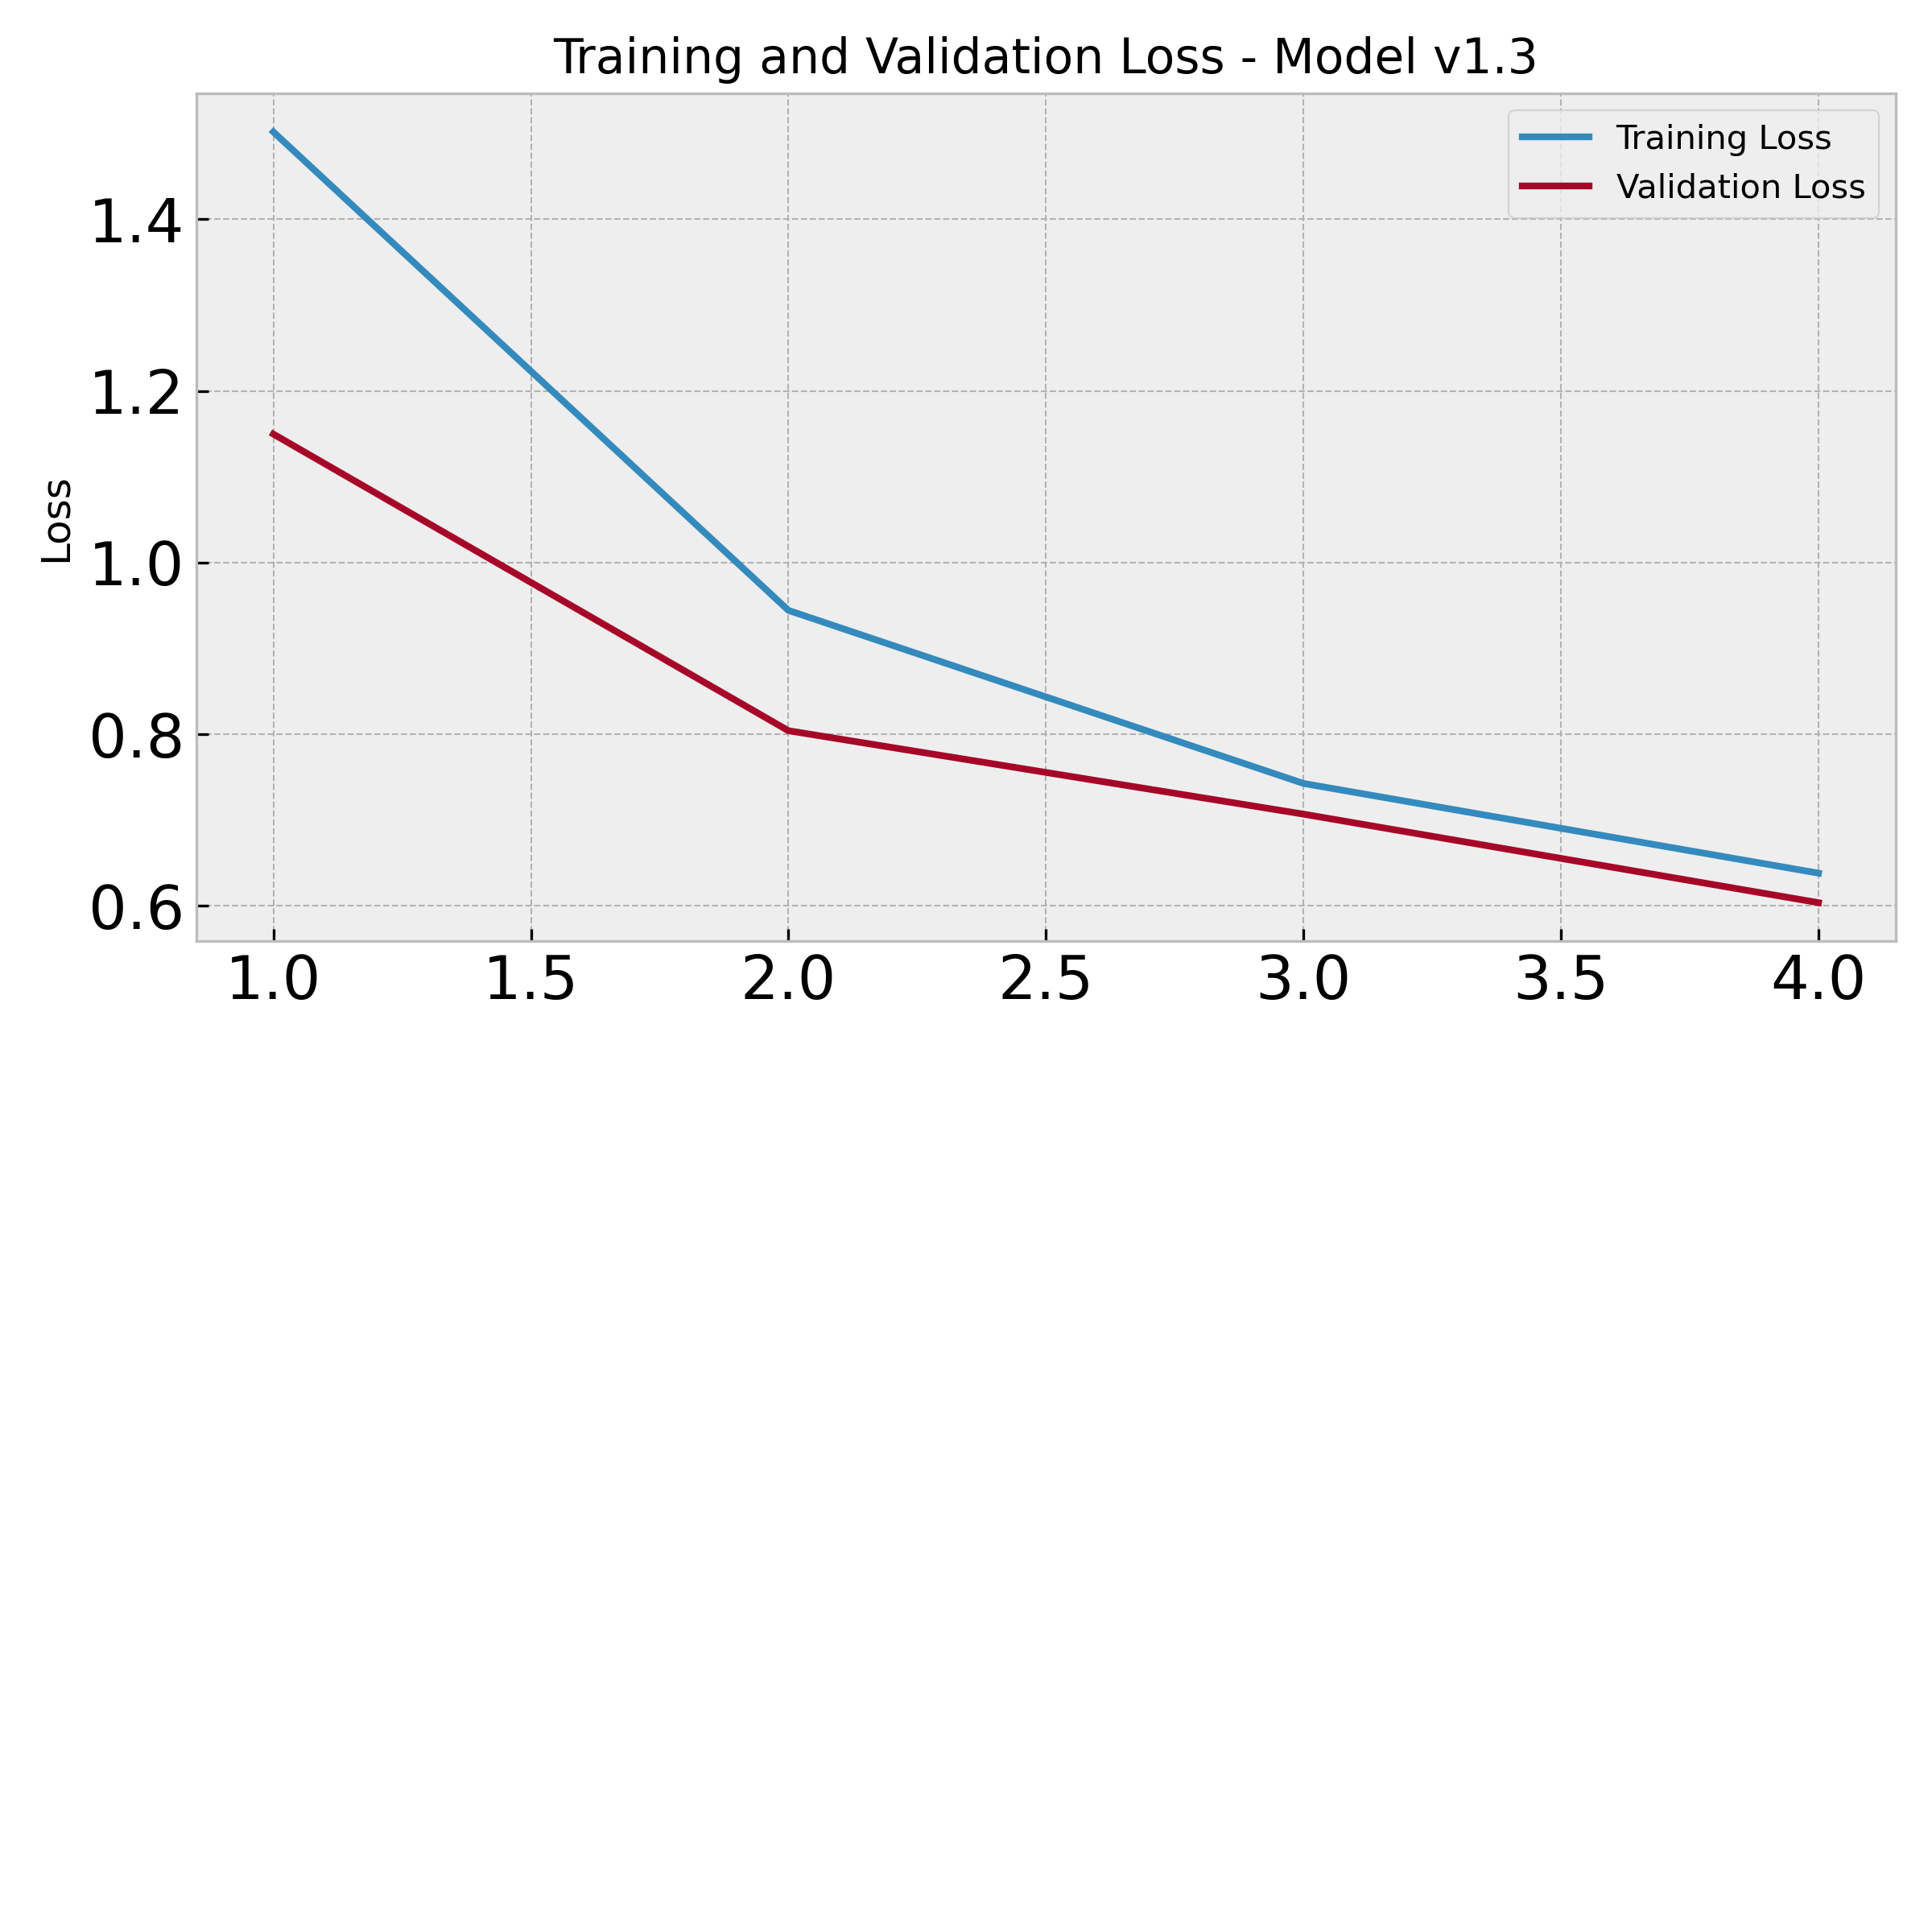 Training and Validation Loss - Model v1.3
Training Loss
Validation Loss
Loss
1.4
1.2
1.0
0.8
0.6
1.0 1.5 2.0 2.5 3.0 3.5 4.0